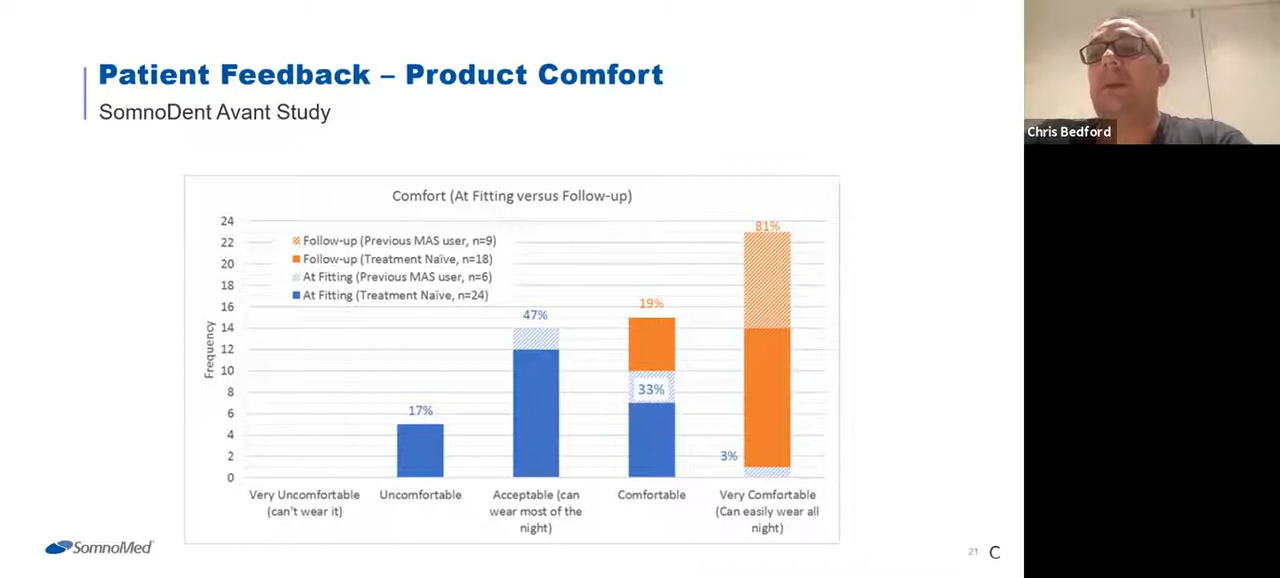 Patient Feedback – Product Comfort
SomnoDent Avant Study
Chris Bedford
Comfort (At Fitting versus Follow-up)
Follow-up (Previous MAS user, n=9)
Follow-up (Treatment Naïve, n=18)
At Fitting (Previous MAS user, n=6)
At Fitting (Treatment Naïve, n=24)
Frequency
24
22
20
18
16
14
12
10
8
6
4
2
0
17%
47%
19%
33%
81%
3%
Very Uncomfortable
(can't wear it)
Uncomfortable
Acceptable (can
wear most of the
night)
Comfortable
Very Comfortable
(Can easily wear all
night)
SomnoMed
21
C